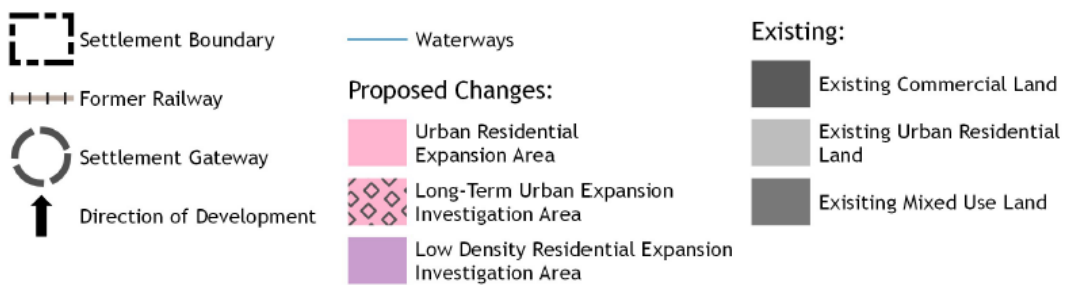 Settlement Boundary
Former Railway
Settlement Gateway
Direction of Development
Waterways
Proposed Changes:
Urban Residential
Expansion Area
Long-Term Urban Expansion
Investigation Area
Low Density Residential Expansion
Investigation Area
Existing:
Existing Commercial Land
Existing Urban Residential
Land
Exisiting Mixed Use Land